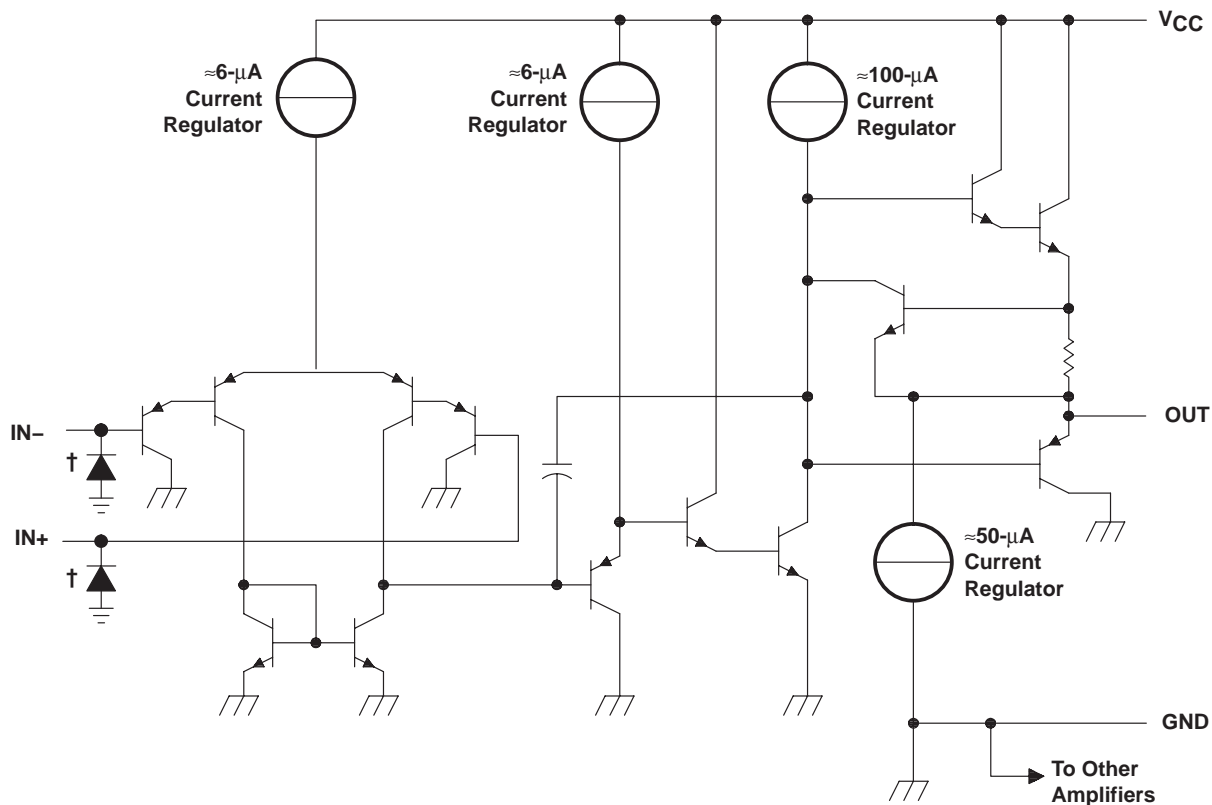 VCC
≈6-μA
Current
Regulator
≈6-μA
Current
Regulator
≈100-μA
Current
Regulator
IN−
†
OUT
IN+
†
≈50-μA
Current
Regulator
GND
To Other
Amplifiers